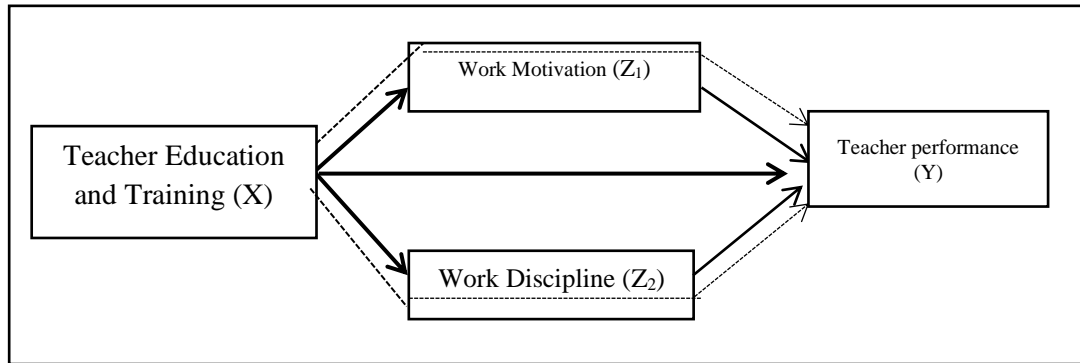 Work Motivation (Z₁)
Teacher Education
and Training (X)
Teacher performance
(Y)
Work Discipline (Z₂)